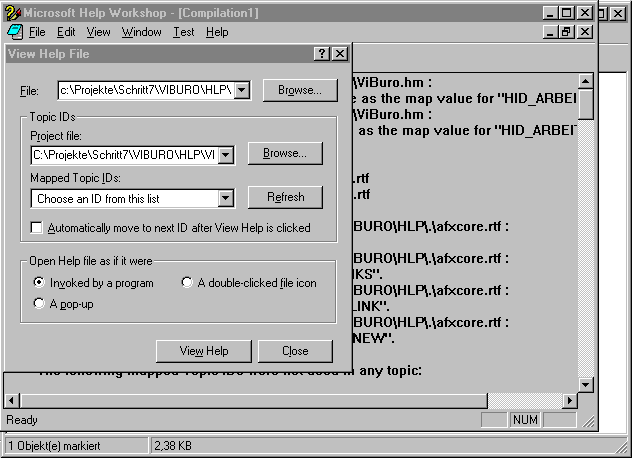 Microsoft Help Workshop - [Compilation1]
File Edit View Window Test Help
View Help File
File: c:\Projekte\Schritt7\VIBURO\HLP\ Browse...
Topic IDs
Project file:
C:\Projekte\Schritt7\VIBURO\HLP\VI Browse...
Mapped Topic IDs:
Choose an ID from this list Refresh
Automatically move to next ID after View Help is clicked
Open Help file as if it were
Invoked by a program A double-clicked file icon
A pop-up
View Help Close
\ViBuro.hm :
e as the map value for "HID_ARBEI
\ViBuro.hm :
as the map value for "HID_ARBEIT
.rtf
.rtf
BURO\HLP\.\afxcore.rtf :
BURO\HLP\.\afxcore.rtf :
KS".
BURO\HLP\.\afxcore.rtf :
LINK".
BURO\HLP\.\afxcore.rtf :
NEW".
The following mapped Topic IDs were not used in any topic:
Ready NUM
1 Objekt(e) markiert 2,38 KB